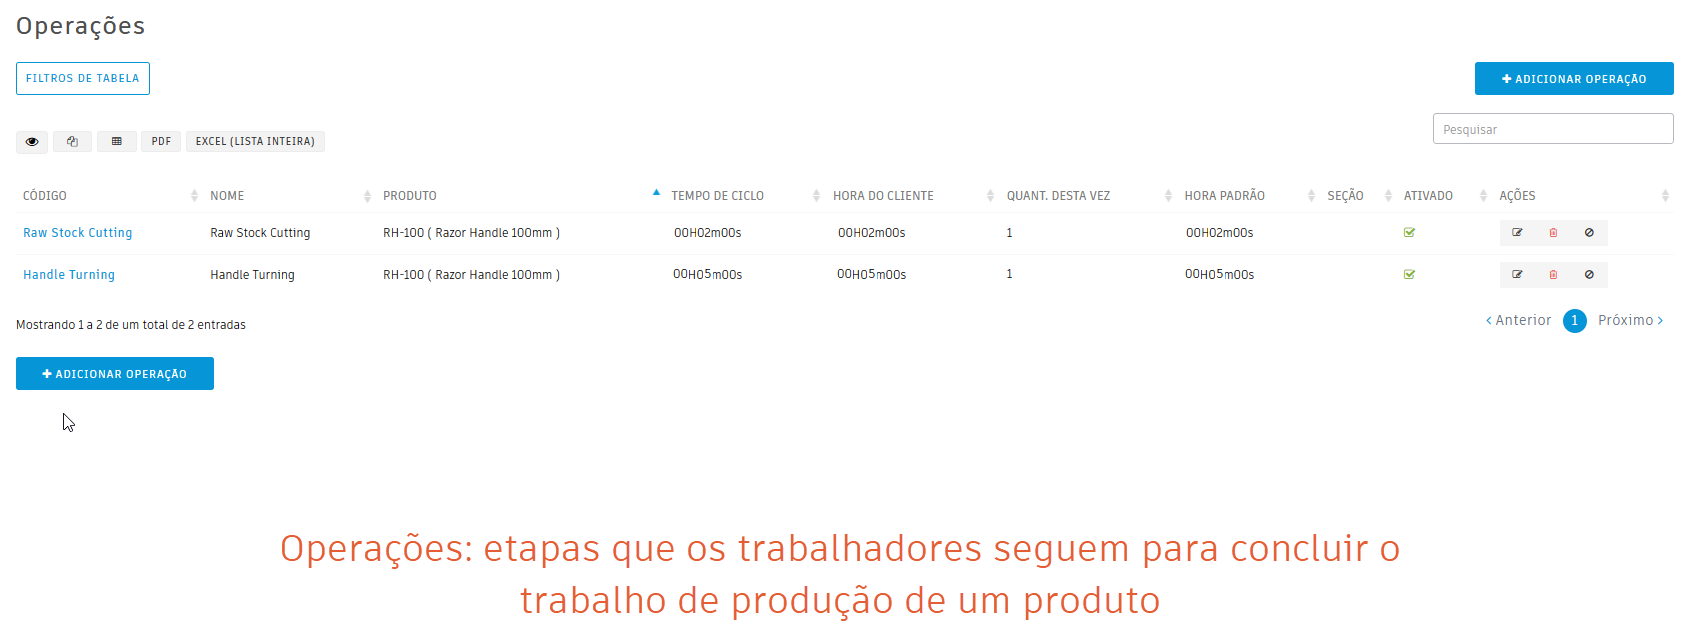 Operações
FILTROS DE TABELA
ADICIONAR OPERAÇÃO
PDF EXCEL (LISTA INTEIRA)
Pesquisar
CÓDIGO NOME PRODUTO TEMPO DE CICLO HORA DO CLIENTE QUANT. DESTA VEZ HORA PADRÃO SEÇÃO ATIVADO AÇÕES
Raw Stock Cutting Raw Stock Cutting RH-100 ( Razor Handle 100mm ) 00H02m00s 00H02m00s 1 00H02m00s
Handle Turning Handle Turning RH-100 ( Razor Handle 100mm ) 00H05m00s 00H05m00s 1 00H05m00s
Mostrando 1 a 2 de um total de 2 entradas
Anterior 1 Próximo
ADICIONAR OPERAÇÃO
Operações: etapas que os trabalhadores seguem para concluir o
trabalho de produção de um produto